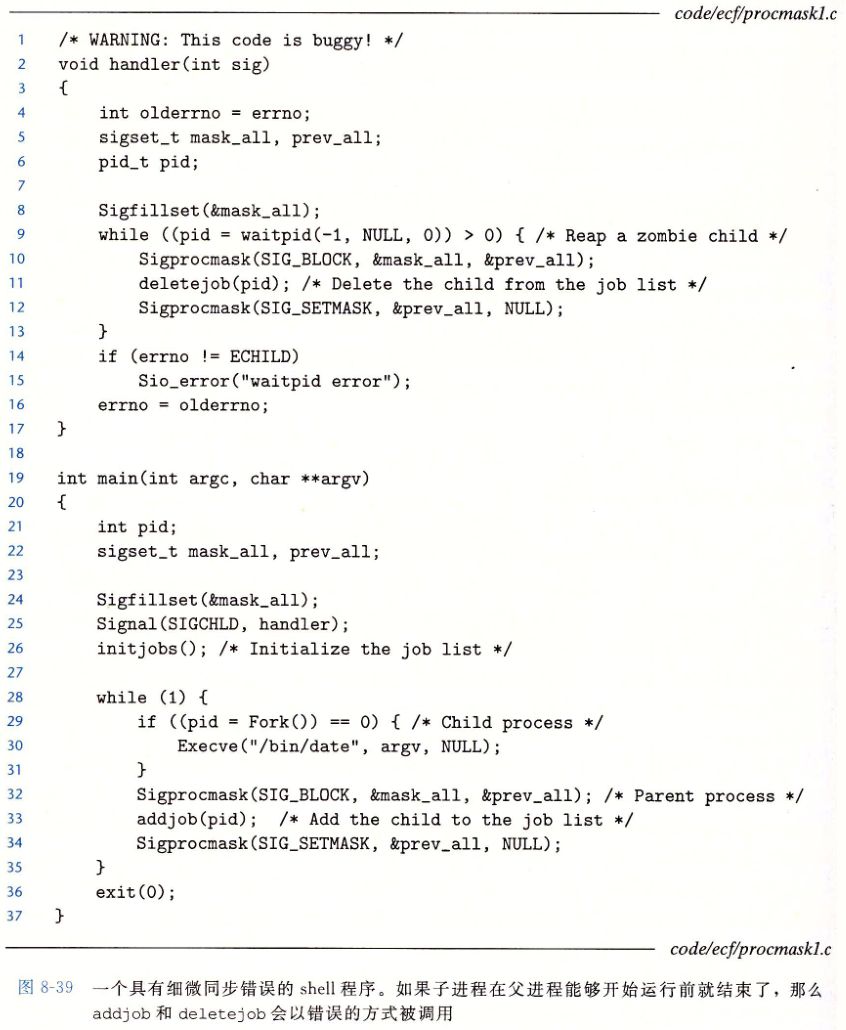 code/ecf/procmask1.c
1 /* WARNING: This code is buggy! */
2 void handler(int sig)
3 {
4     int olderrno = errno;
5     sigset_t mask_all, prev_all;
6     pid_t pid;
7
8     Sigfillset(&mask_all);
9     while ((pid = waitpid(-1, NULL, 0)) > 0) { /* Reap a zombie child */
10         Sigprocmask(SIG_BLOCK, &mask_all, &prev_all);
11         deletejob(pid); /* Delete the child from the job list */
12         Sigprocmask(SIG_SETMASK, &prev_all, NULL);
13     }
14     if (errno != ECHILD)
15         Sio_error("waitpid error");
16     errno = olderrno;
17 }
18
19 int main(int argc, char **argv)
20 {
21     int pid;
22     sigset_t mask_all, prev_all;
23
24     Sigfillset(&mask_all);
25     Signal(SIGCHLD, handler);
26     initjobs(); /* Initialize the job list */
27
28     while (1) {
29         if ((pid = Fork()) == 0) { /* Child process */
30             Execve("/bin/date", argv, NULL);
31         }
32         Sigprocmask(SIG_BLOCK, &mask_all, &prev_all); /* Parent process */
33         addjob(pid);  /* Add the child to the job list */
34         Sigprocmask(SIG_SETMASK, &prev_all, NULL);
35     }
36     exit(0);
37 }
code/ecf/procmask1.c
图 8-39 一个具有细微同步错误的 shell 程序。如果子进程在父进程能够开始运行前就结束了，那么
addjob 和 deletejob 会以错误的方式被调用